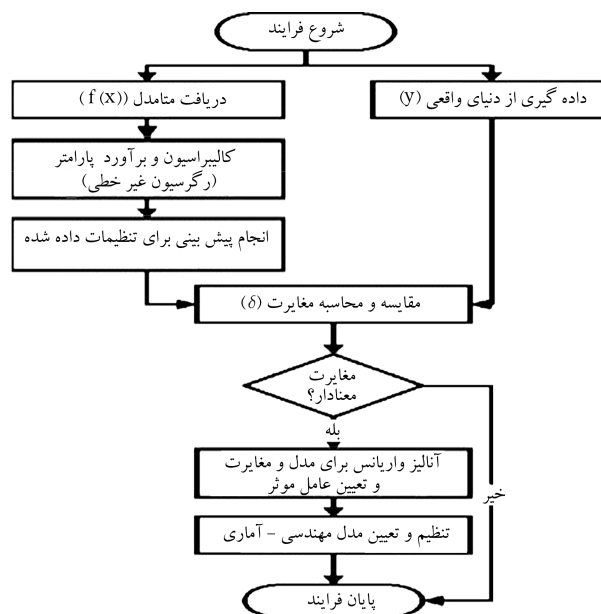 شروع فرایند
داده گیری از دنیای واقعی (y)
دریافت متامدل ((f (x)
کالیبراسیون و برآورد پارامتر
(رگرسیون غیر خطی)
انجام پیش بینی برای تنظیمات داده شده
مقایسه و محاسبه مغایرت (δ)
مغایرت
معنادار؟
بله
خیر
آنالیز واریانس برای مدل و مغایرت
و تعیین عامل موثر
تنظیم و تعیین مدل مهندسی – آماری
پایان فرایند